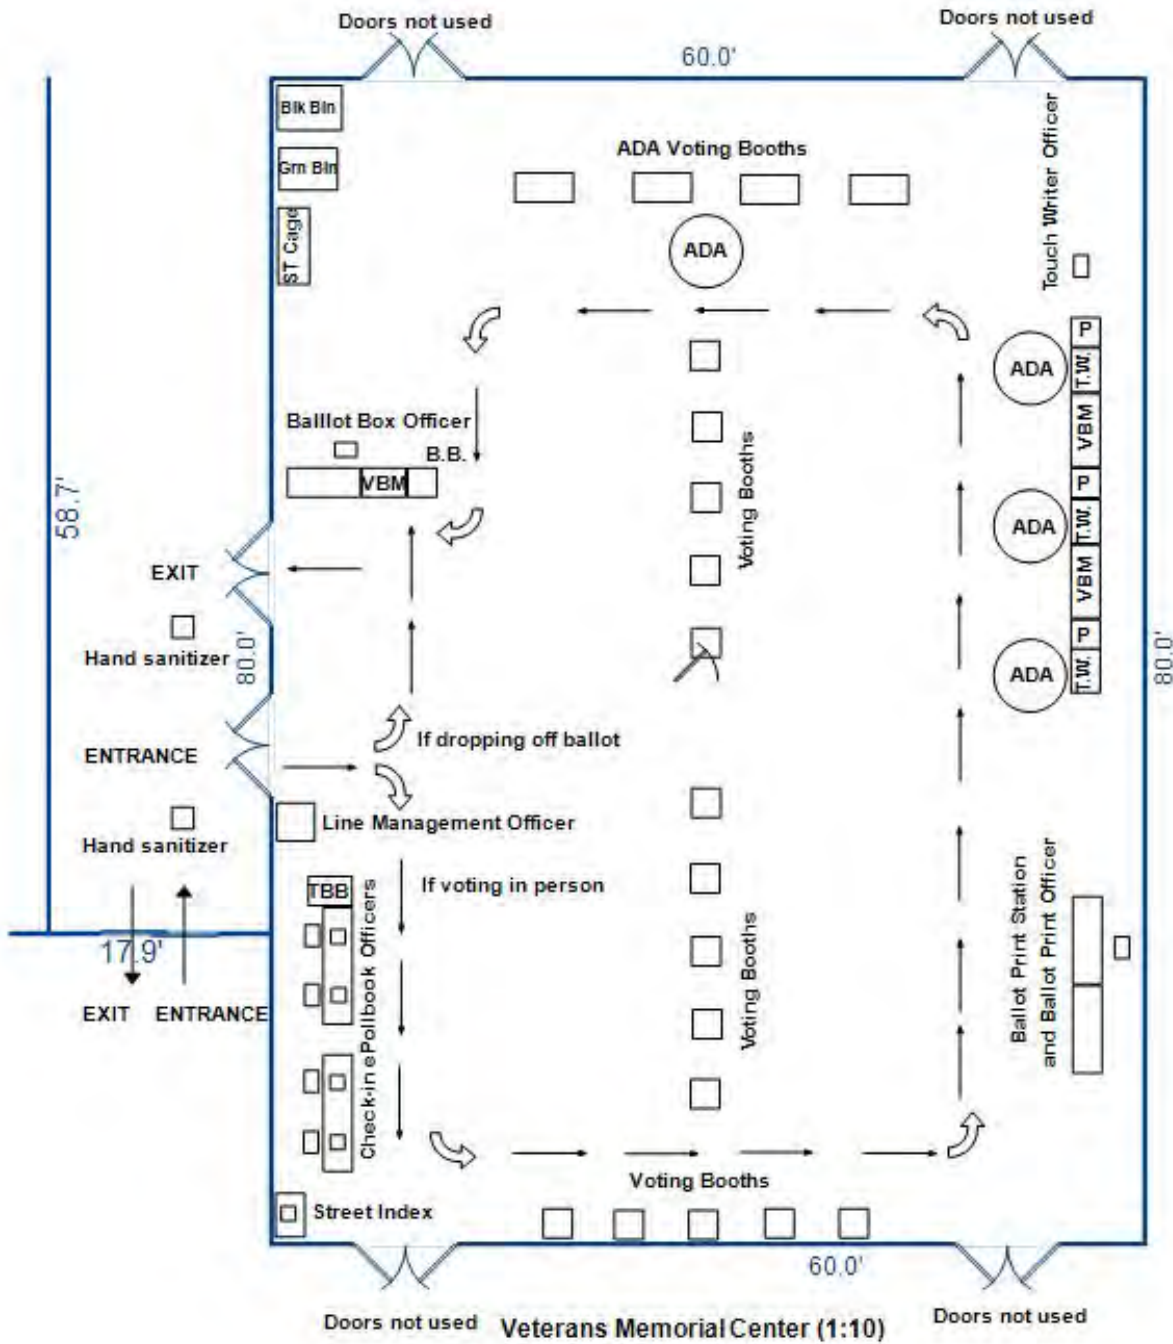 Doors not used
Doors not used
60.0'
Blk Bln
Grn Bln
ST Cage
ADA Voting Booths
ADA
Touch Writer Officer
P
T.W.
VBM
P
T.W.
VBM
P
T.W.
ADA
ADA
ADA
Balllot Box Officer
B.B.
VBM
Voting Booths
58.7'
EXIT
Hand sanitizer
80.0'
80.0'
ENTRANCE
If dropping off ballot
Hand sanitizer
Line Management Officer
TBB
If voting in person
Check-in ePollbook Officers
Voting Booths
Ballot Print Station
and Ballot Print Officer
17.9'
EXIT
ENTRANCE
Voting Booths
Street Index
60.0'
Doors not used
Doors not used
Veterans Memorial Center (1:10)